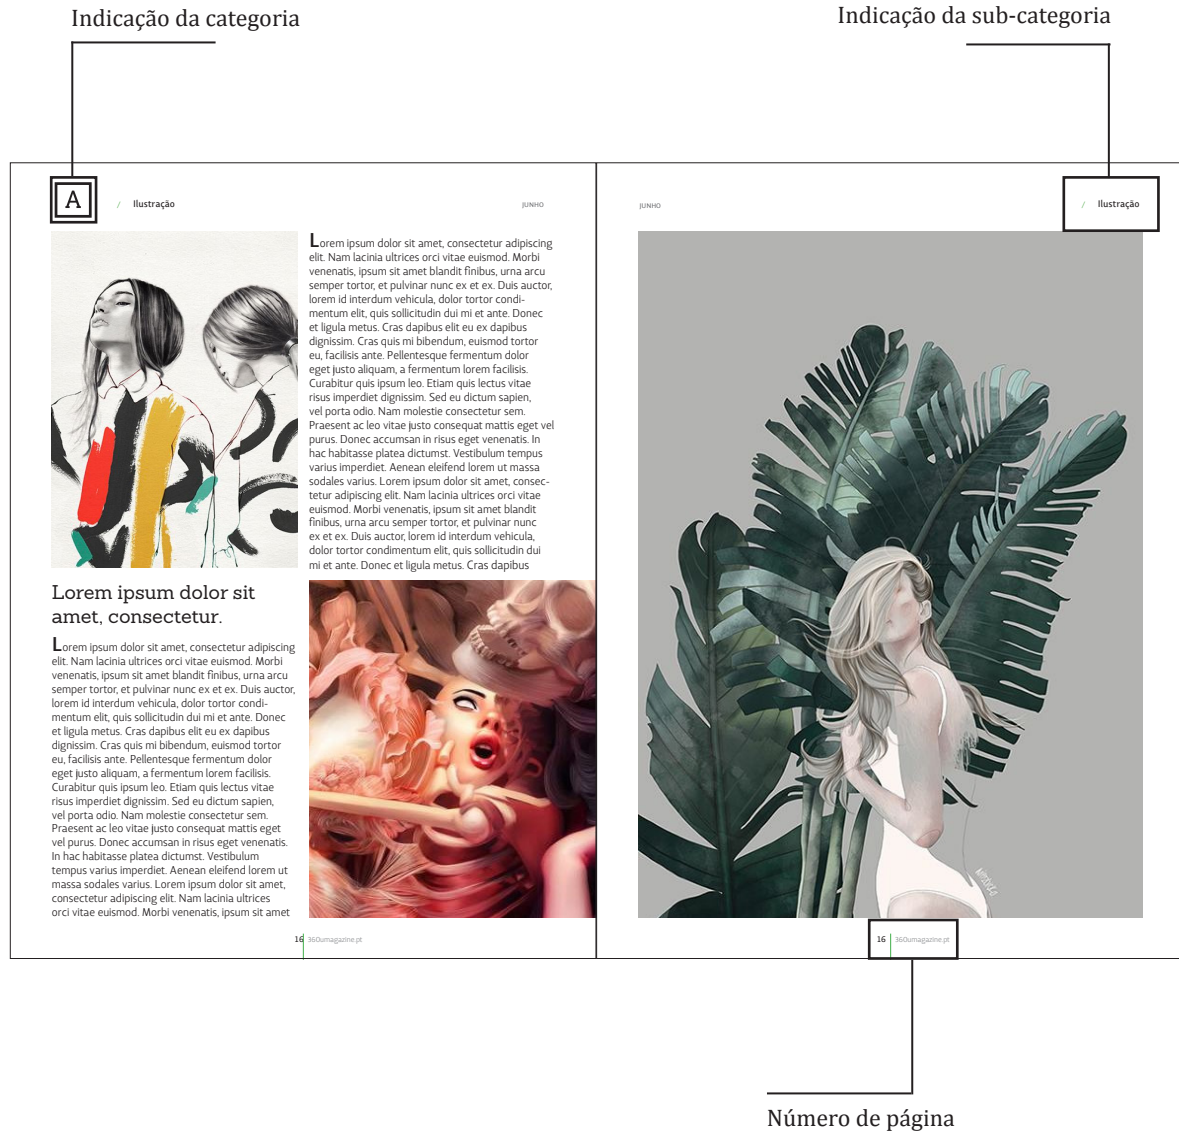 Indicação da categoria
Indicação da sub-categoria
A / Ilustração JUNHO
Lorem ipsum dolor sit amet, consectetur adipiscing
elit. Nam lacinia ultrices orci vitae euismod. Morbi
venenatis, ipsum sit amet blandit finibus, urna arcu
semper tortor, et pulvinar nunc ex et ex. Duis auctor,
lorem id interdum vehicula, dolor tortor condi-
mentum elit, quis sollicitudin dui mi et ante. Donec
et ligula metus. Cras dapibus elit eu ex dapibus
dignissim. Cras quis mi bibendum, euismod tortor
eu, facilisis ante. Pellentesque fermentum dolor
eget justo aliquam, a fermentum lorem facilisis.
Curabitur quis ipsum leo. Etiam quis lectus vitae
risus imperdiet dignissim. Sed eu dictum sapien,
vel porta odio. Nam molestie consectetur sem.
Praesent ac leo vitae justo consequat mattis eget vel
purus. Donec accumsan in risus eget venenatis. In
hac habitasse platea dictumst. Vestibulum tempus
varius imperdiet. Aenean eleifend lorem ut massa
sodales varius. Lorem ipsum dolor sit amet, consec-
tetur adipiscing elit. Nam lacinia ultrices orci vitae
euismod. Morbi venenatis, ipsum sit amet blandit
finibus, urna arcu semper tortor, et pulvinar nunc
ex et ex. Duis auctor, lorem id interdum vehicula,
dolor tortor condimentum elit, quis sollicitudin dui
mi et ante. Donec et ligula metus. Cras dapibus
Lorem ipsum dolor sit
amet, consectetur.
Lorem ipsum dolor sit amet, consectetur adipiscing
elit. Nam lacinia ultrices orci vitae euismod. Morbi
venenatis, ipsum sit amet blandit finibus, urna arcu
semper tortor, et pulvinar nunc ex et ex. Duis auctor,
lorem id interdum vehicula, dolor tortor condi-
mentum elit, quis sollicitudin dui mi et ante. Donec
et ligula metus. Cras dapibus elit eu ex dapibus
dignissim. Cras quis mi bibendum, euismod tortor
eu, facilisis ante. Pellentesque fermentum dolor
eget justo aliquam, a fermentum lorem facilisis.
Curabitur quis ipsum leo. Etiam quis lectus vitae
risus imperdiet dignissim. Sed eu dictum sapien,
vel porta odio. Nam molestie consectetur sem.
Praesent ac leo vitae justo consequat mattis eget
vel purus. Donec accumsan in risus eget venenatis.
In hac habitasse platea dictumst. Vestibulum
tempus varius imperdiet. Aenean eleifend lorem ut
massa sodales varius. Lorem ipsum dolor sit amet,
consectetur adipiscing elit. Nam lacinia ultrices
orci vitae euismod. Morbi venenatis, ipsum sit amet
16 360umagazine.pt
JUNHO / Ilustração
16 360umagazine.pt
Número de página